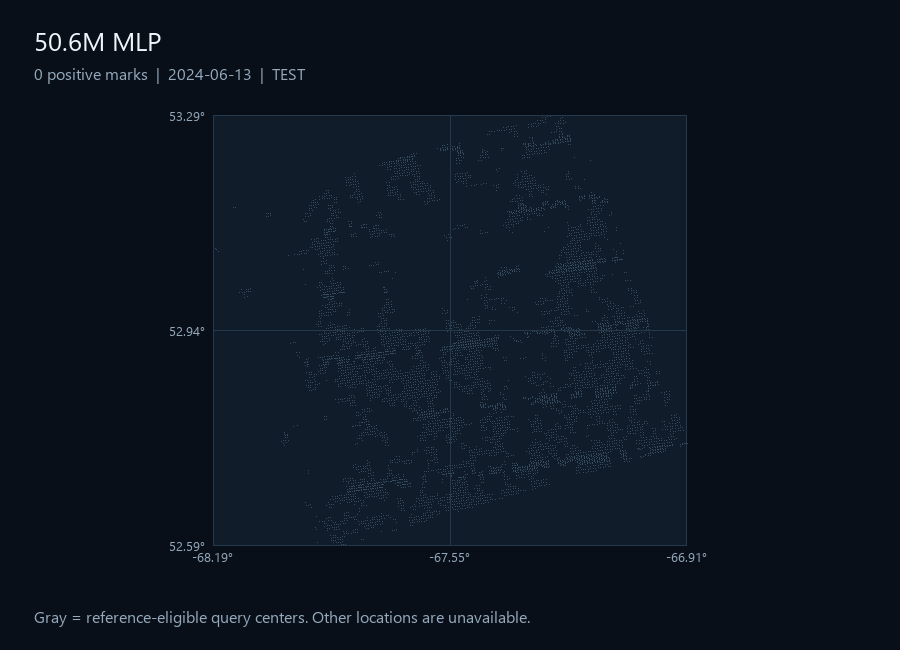 50.6M MLP
0 positive marks | 2024-06-13 | TEST
53.29°
52.94°
52.59°
-68.19°
-67.55°
-66.91°
Gray = reference-eligible query centers. Other locations are unavailable.